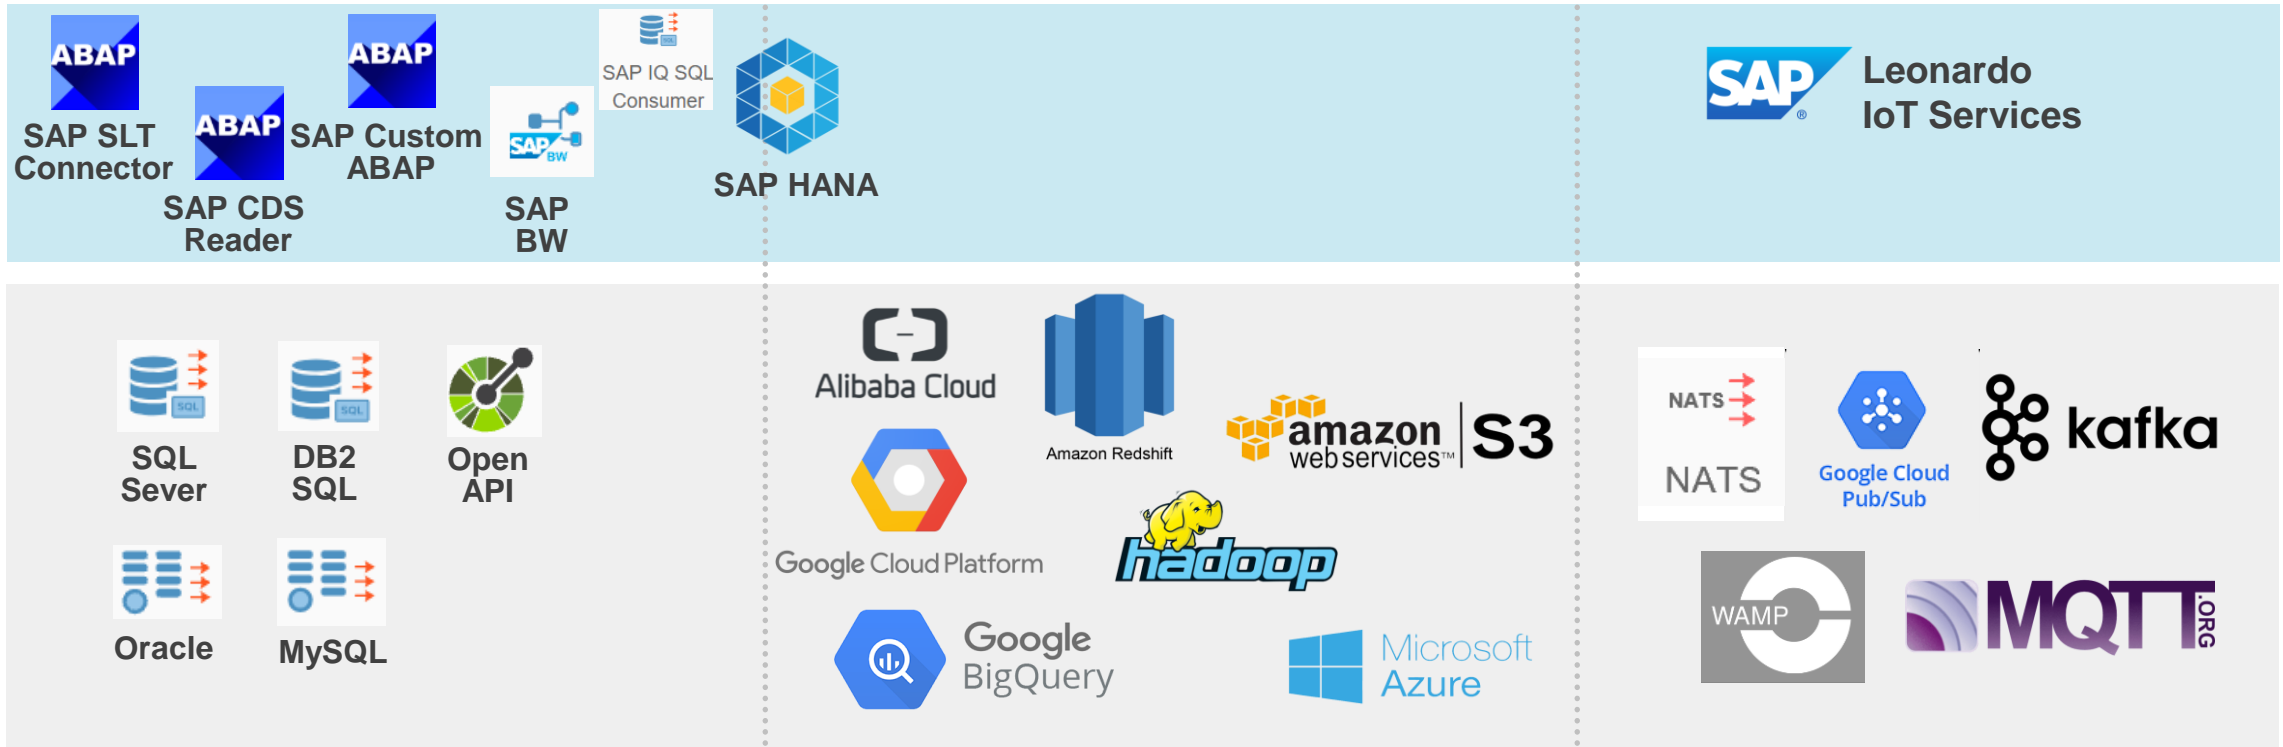 ABAP
SAP SLT
Connector
ABAP
SAP CDS
Reader
ABAP
SAP Custom
ABAP
SAP BW
SAP
BW
SQL
SAP IQ SQL
Consumer
SAP HANA
SAP ®
Leonardo
IoT Services
SQL
SQL
Sever
SQL
DB2
SQL
Open
API
Oracle
MySQL
Alibaba Cloud
Amazon Redshift
amazon
web services™
S3
Google Cloud Platform
hadoop
Google
BigQuery
Microsoft
Azure
NATS
NATS
Google Cloud
Pub/Sub
kafka
WAMP
MQTT.ORG